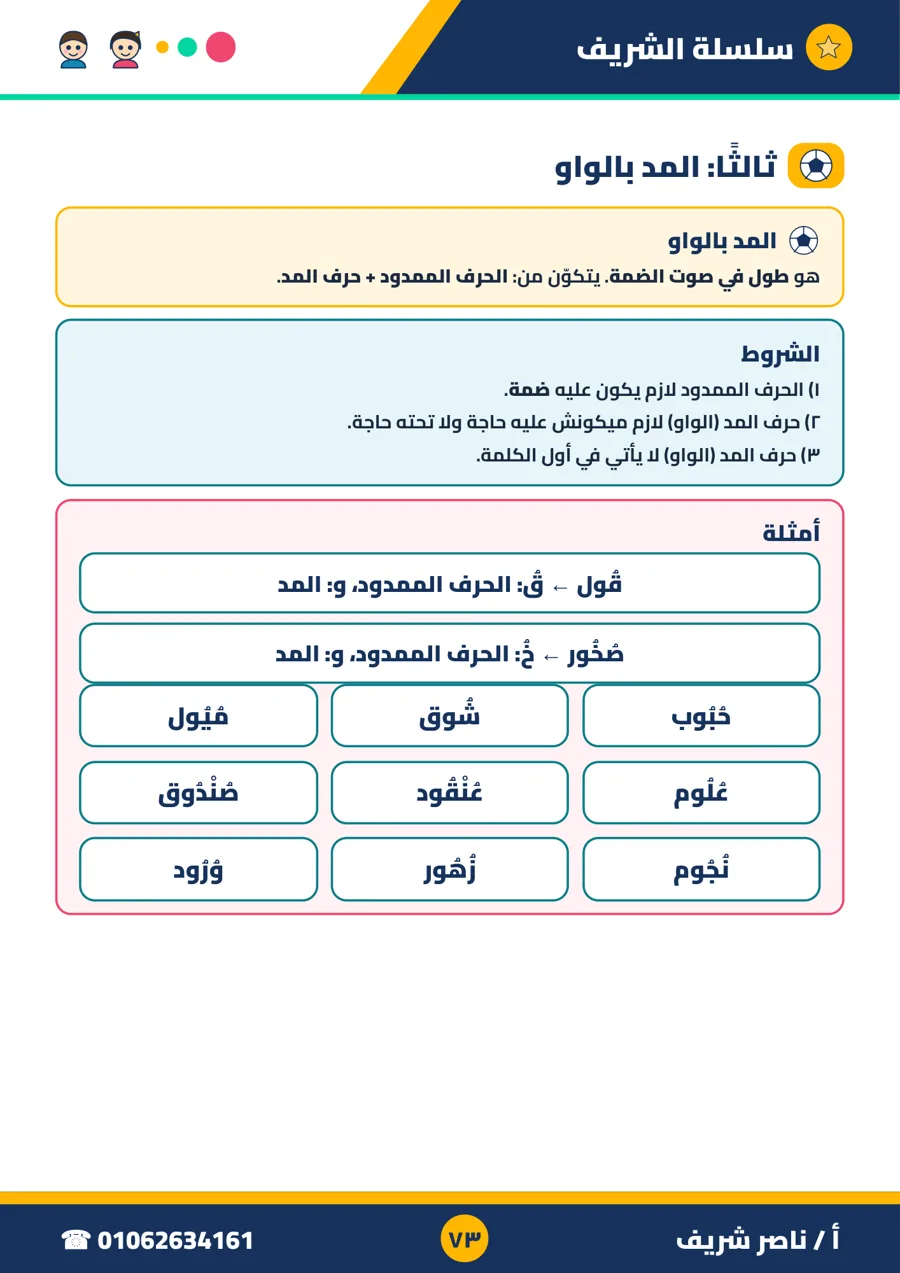 سلسلة الشريف
ثالثًا: المد بالواو
المد بالواو
هو طول في صوت الضمة. يتكوّن من: الحرف الممدود + حرف المد.
الشروط
١) الحرف الممدود لازم يكون عليه ضمة.
٢) حرف المد (الواو) لازم ميكونش عليه حاجة ولا تحته حاجة.
٣) حرف المد (الواو) لا يأتي في أول الكلمة.
أمثلة
قُول ← قُ: الحرف الممدود، و: المد
صُخُور ← خُ: الحرف الممدود، و: المد
حُبُوب شُوق مُيُول
عُلُوم عُنْقُود صُنْدُوق
نُجُوم زُهُور وُرُود
أ / ناصر شريف ٧٣ ☎ 01062634161